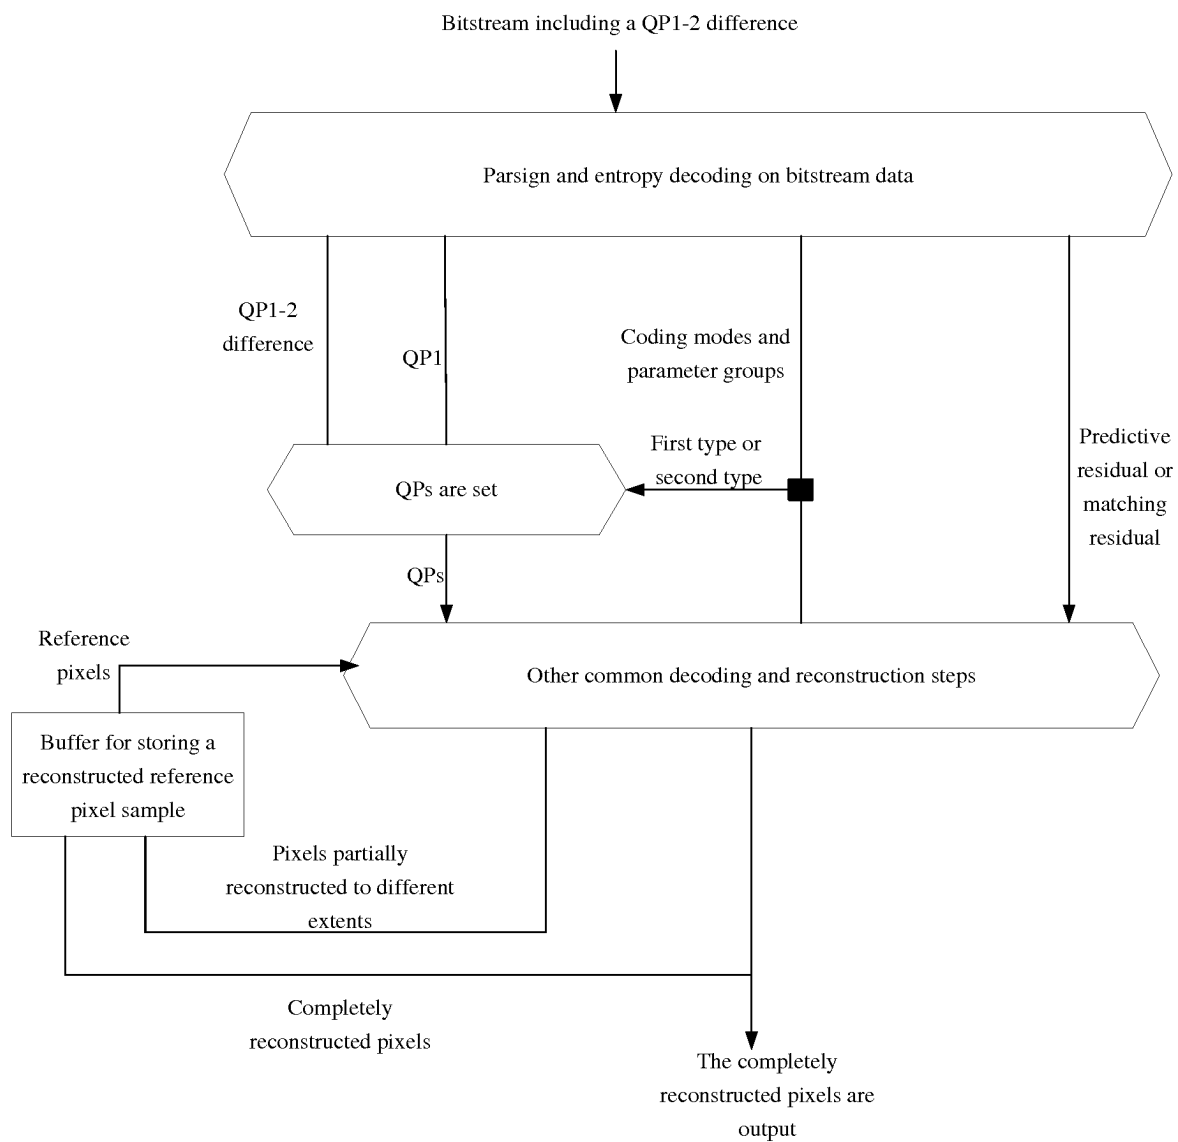 Bitstream including a QP1-2 difference
Parsign and entropy decoding on bitstream data
QP1-2
difference
QP1
Coding modes and
parameter groups
First type or
second type
Predictive
residual or
matching
residual
QPs are set
QPs
Reference
pixels
Other common decoding and reconstruction steps
Buffer for storing a
reconstructed reference
pixel sample
Pixels partially
reconstructed to different
extents
Completely
reconstructed pixels
The completely
reconstructed pixels are
output